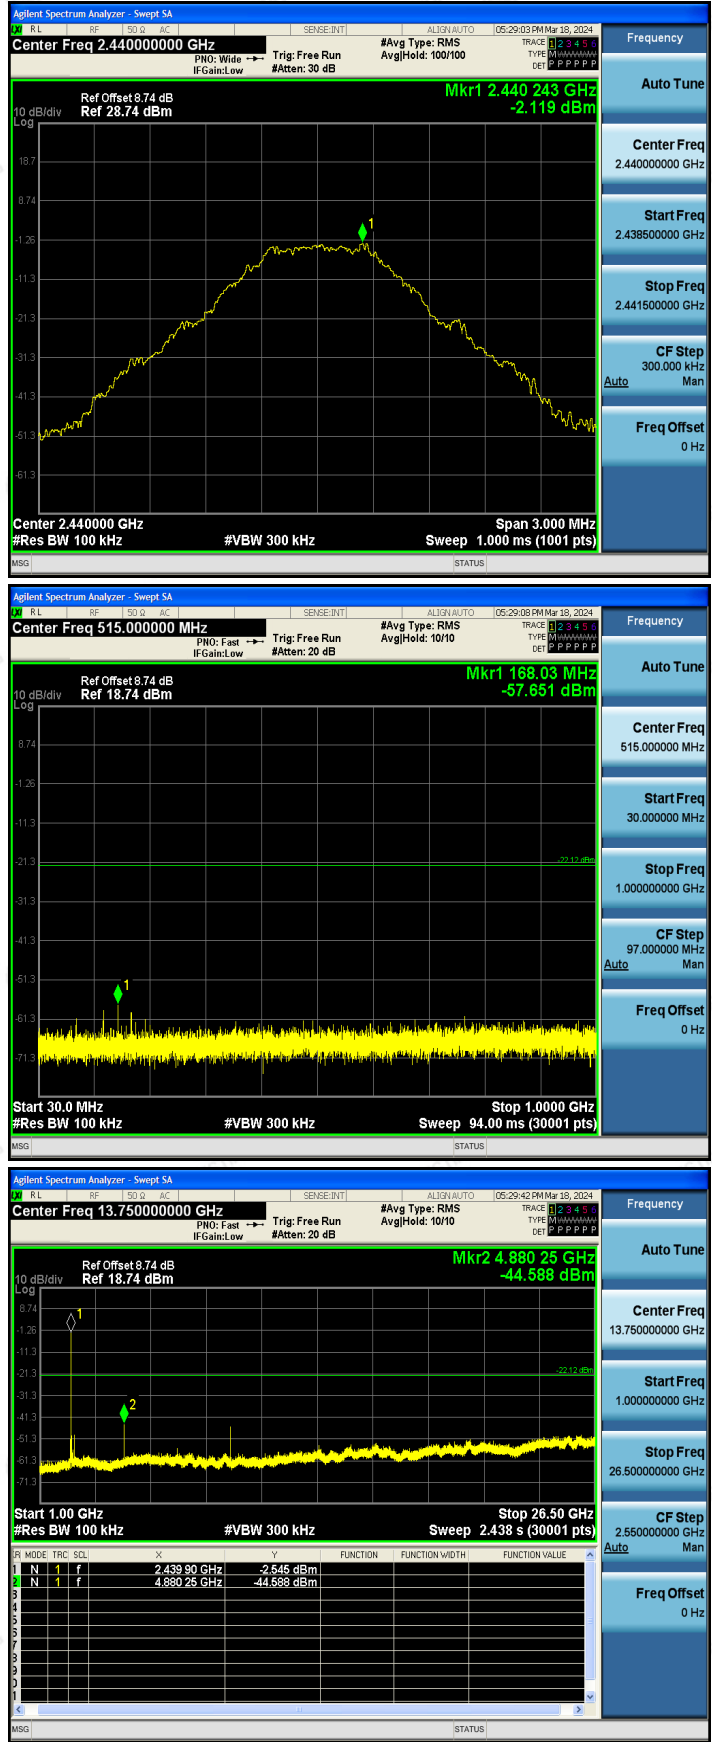 Agilent Spectrum Analyzer - Swept SA
LXI RL RF 50 Ω AC SENSE:INT ALIGN AUTO 05:29:03 PM Mar 18, 2024
Center Freq 2.440000000 GHz
PNO: Wide
IFGain:Low
Trig: Free Run
#Atten: 30 dB
#Avg Type: RMS
Avg|Hold: 100/100
TRACE 1 2 3 4 5 6
TYPE MWWWWW
DET P P P P P P
Ref Offset 8.74 dB
Ref 28.74 dBm
10 dB/div
Log
Mkr1 2.440 243 GHz
-2.119 dBm
18.7
8.74
-1.26
-11.3
-21.3
-31.3
-41.3
-51.3
-61.3
1
Center 2.440000 GHz
Span 3.000 MHz
#Res BW 100 kHz
#VBW 300 kHz
Sweep 1.000 ms (1001 pts)
MSG
STATUS
Frequency
Auto Tune
Center Freq
2.440000000 GHz
Start Freq
2.438500000 GHz
Stop Freq
2.441500000 GHz
CF Step
300.000 kHz
Auto Man
Freq Offset
0 Hz
Agilent Spectrum Analyzer - Swept SA
LXI RL RF 50 Ω AC SENSE:INT ALIGN AUTO 05:29:08 PM Mar 18, 2024
Center Freq 515.000000 MHz
PNO: Fast
IFGain:Low
Trig: Free Run
#Atten: 20 dB
#Avg Type: RMS
Avg|Hold: 10/10
TRACE 1 2 3 4 5 6
TYPE MWWWWW
DET P P P P P P
Ref Offset 8.74 dB
Ref 18.74 dBm
10 dB/div
Log
Mkr1 168.03 MHz
-57.651 dBm
8.74
-1.26
-11.3
-21.3
-31.3
-41.3
-51.3
-61.3
-71.3
-22.12 dBm
1
Start 30.0 MHz
Stop 1.0000 GHz
#Res BW 100 kHz
#VBW 300 kHz
Sweep 94.00 ms (30001 pts)
MSG
STATUS
Frequency
Auto Tune
Center Freq
515.000000 MHz
Start Freq
30.000000 MHz
Stop Freq
1.000000000 GHz
CF Step
97.000000 MHz
Auto Man
Freq Offset
0 Hz
Agilent Spectrum Analyzer - Swept SA
LXI RL RF 50 Ω AC SENSE:INT ALIGN AUTO 05:29:42 PM Mar 18, 2024
Center Freq 13.750000000 GHz
PNO: Fast
IFGain:Low
Trig: Free Run
#Atten: 20 dB
#Avg Type: RMS
Avg|Hold: 10/10
TRACE 1 2 3 4 5 6
TYPE MWWWWW
DET P P P P P P
Ref Offset 8.74 dB
Ref 18.74 dBm
10 dB/div
Log
Mkr2 4.880 25 GHz
-44.588 dBm
8.74
-1.26
-11.3
-21.3
-31.3
-41.3
-51.3
-61.3
-71.3
-22.12 dBm
1
2
Start 1.00 GHz
Stop 26.50 GHz
#Res BW 100 kHz
#VBW 300 kHz
Sweep 2.438 s (30001 pts)
MODE TRC SCL X Y FUNCTION FUNCTION WIDTH FUNCTION VALUE
1 N 1 f 2.439 90 GHz -2.545 dBm
2 N 1 f 4.880 25 GHz -44.588 dBm
3
4
5
6
7
8
9
0
1
MSG
STATUS
Frequency
Auto Tune
Center Freq
13.750000000 GHz
Start Freq
1.000000000 GHz
Stop Freq
26.500000000 GHz
CF Step
2.550000000 GHz
Auto Man
Freq Offset
0 Hz